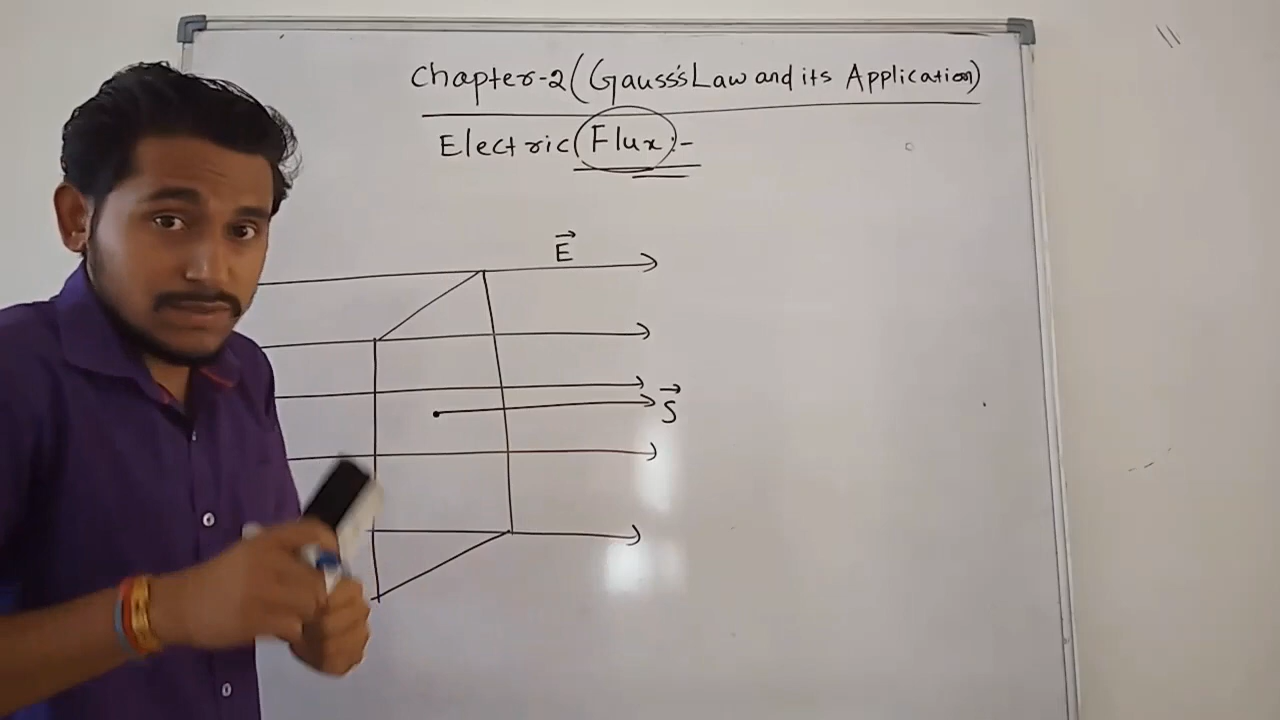 Chapter-2 (Gauss's Law and its Application)
Electric Flux :-
E
S